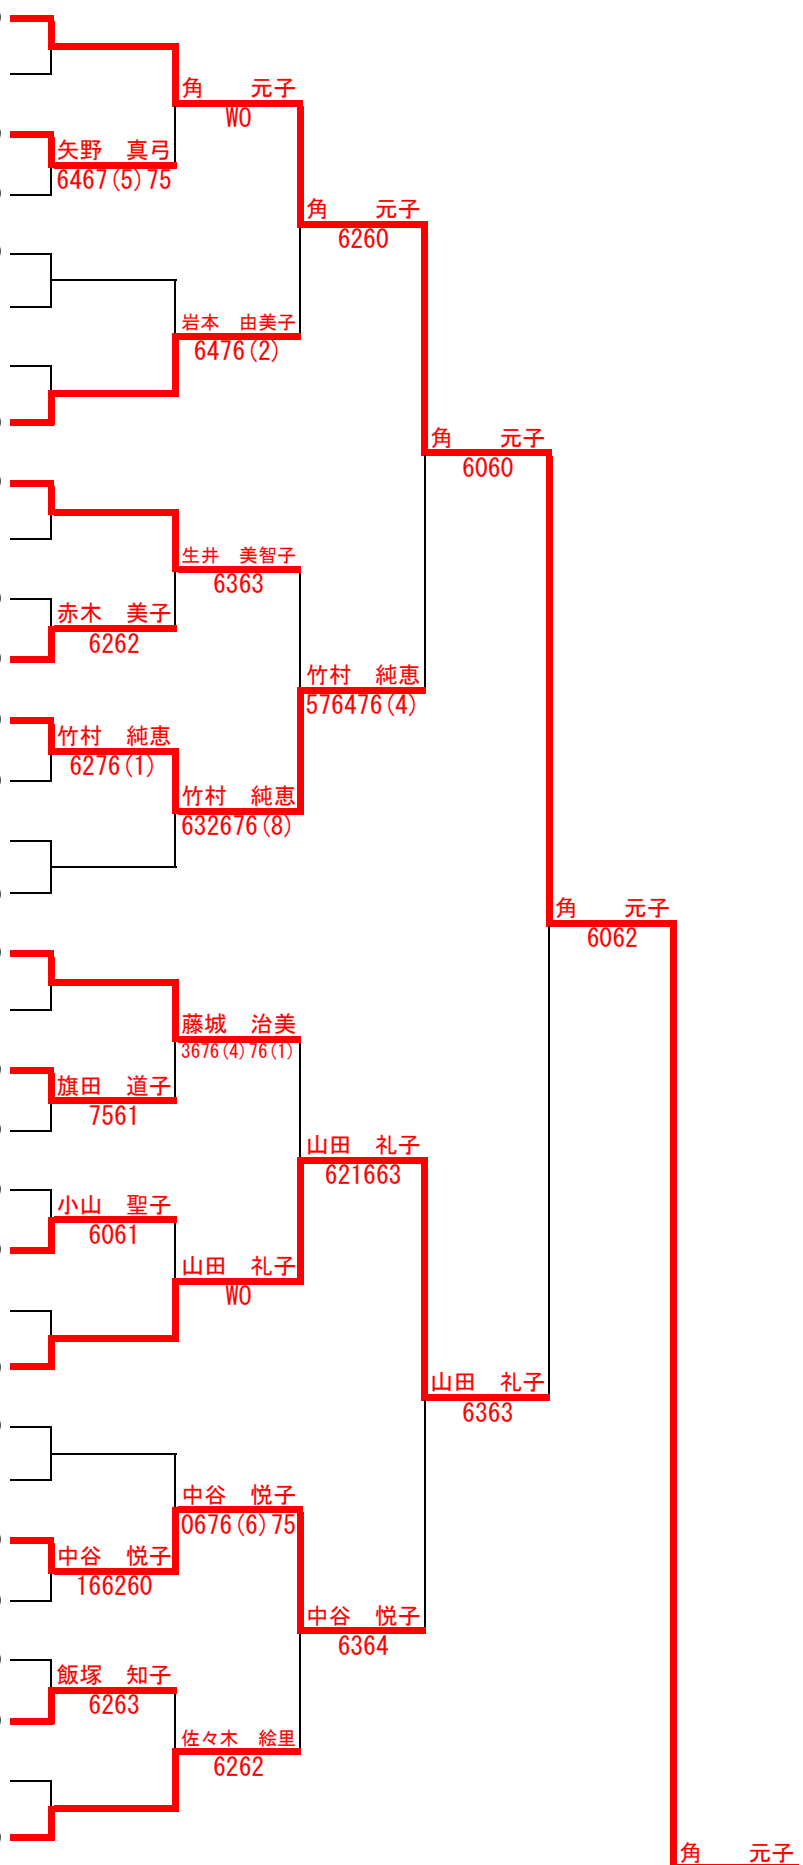 角　　元子
WO
矢野　真弓
6467(5)75
角　　元子
6260
岩本　由美子
6476(2)
角　　元子
6060
生井　美智子
6363
赤木　美子
6262
竹村　純恵
576476(4)
竹村　純恵
6276(1)
竹村　純恵
632676(8)
角　　元子
6062
藤城　治美
3676(4)76(1)
旗田　道子
7561
山田　礼子
621663
小山　聖子
6061
山田　礼子
WO
山田　礼子
6363
中谷　悦子
0676(6)75
中谷　悦子
166260
中谷　悦子
6364
飯塚　知子
6263
佐々木　絵里
6262
角　　元子